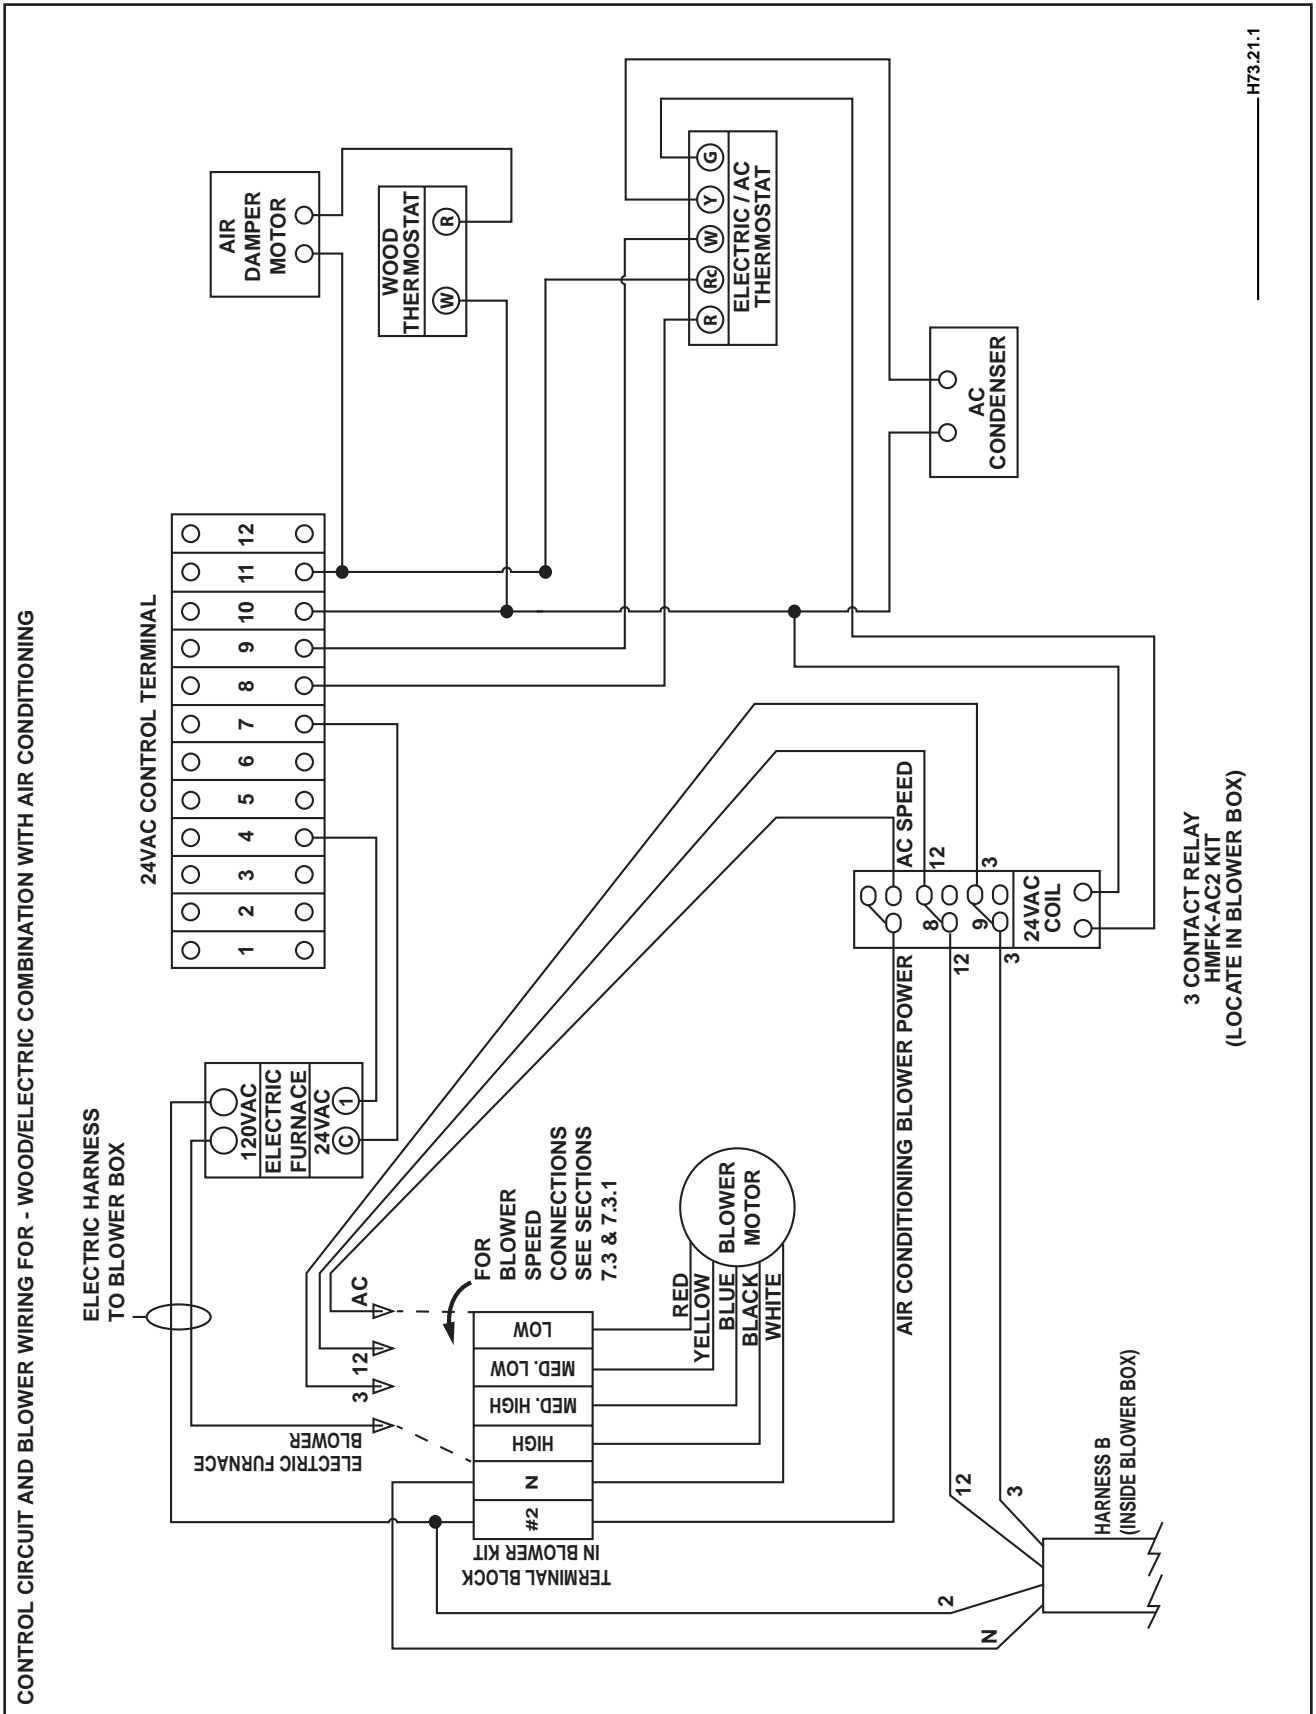 CONTROL CIRCUIT AND BLOWER WIRING FOR - WOOD/ELECTRIC COMBINATION WITH AIR CONDITIONING
ELECTRIC HARNESS
TO BLOWER BOX
24VAC CONTROL TERMINAL
1
2
3
4
5
6
7
8
9
10
11
12
AIR
DAMPER
MOTOR
WOOD
THERMOSTAT
W
R
120VAC
ELECTRIC
FURNACE
24VAC
C
1
R
Rc
W
Y
G
ELECTRIC / AC
THERMOSTAT
ELECTRIC FURNACE
BLOWER
3
12
AC
FOR
BLOWER
SPEED
CONNECTIONS
SEE SECTIONS
7.3 & 7.3.1
TERMINAL BLOCK
IN BLOWER KIT
#2
N
HIGH
MED. HIGH
MED. LOW
LOW
RED
YELLOW
BLUE
BLACK
WHITE
BLOWER
MOTOR
AC
CONDENSER
AIR CONDITIONING BLOWER POWER
AC SPEED
12
3
8
9
12
3
24VAC
COIL
3 CONTACT RELAY
HMFK-AC2 KIT
(LOCATE IN BLOWER BOX)
N
2
12
3
HARNESS B
(INSIDE BLOWER BOX)
H73.21.1